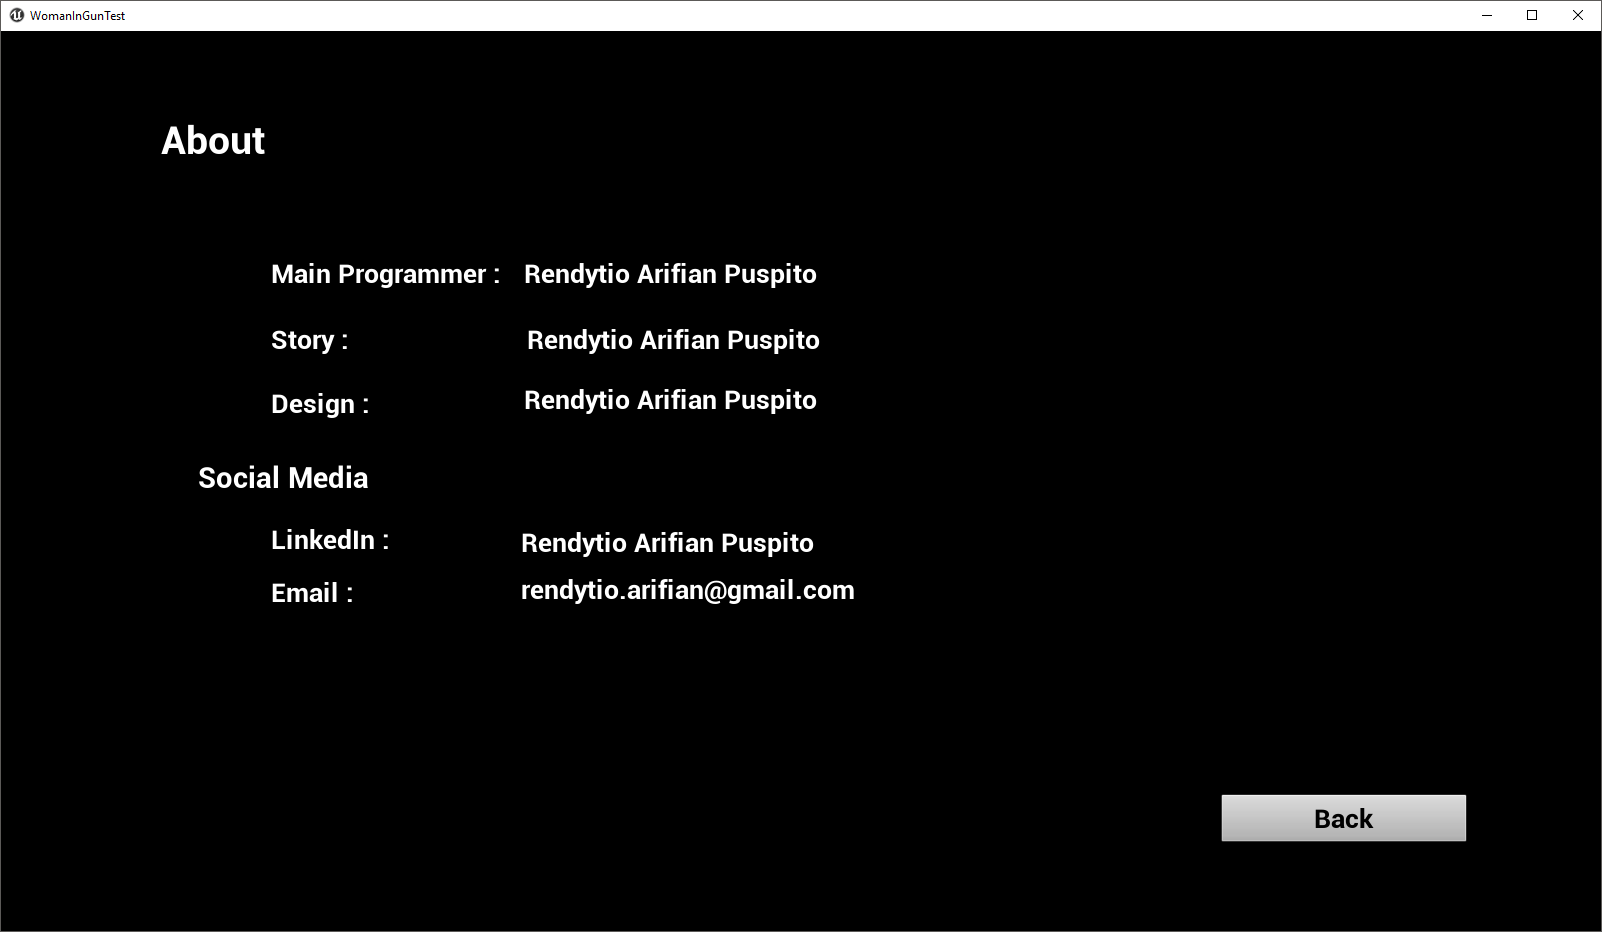 WomanInGunTest
About
Main Programmer : Rendytio Arifian Puspito
Story : Rendytio Arifian Puspito
Design : Rendytio Arifian Puspito
Social Media
LinkedIn : Rendytio Arifian Puspito
Email : rendytio.arifian@gmail.com
Back